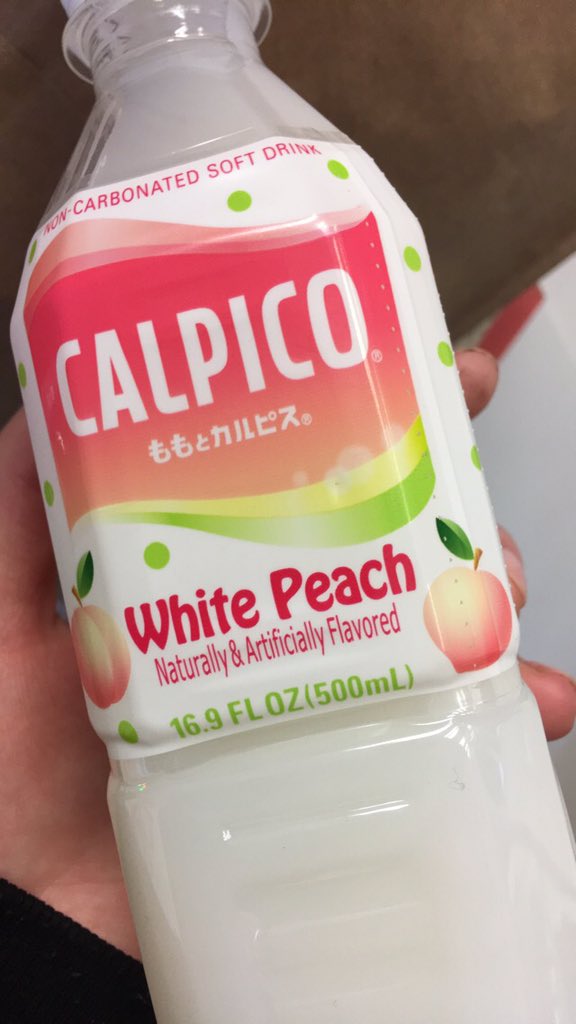 NON-CARBONATED SOFT DRINK
CALPICO®
ももとカルピス®
White Peach
Naturally & Artificially Flavored
16.9 FL OZ (500mL)